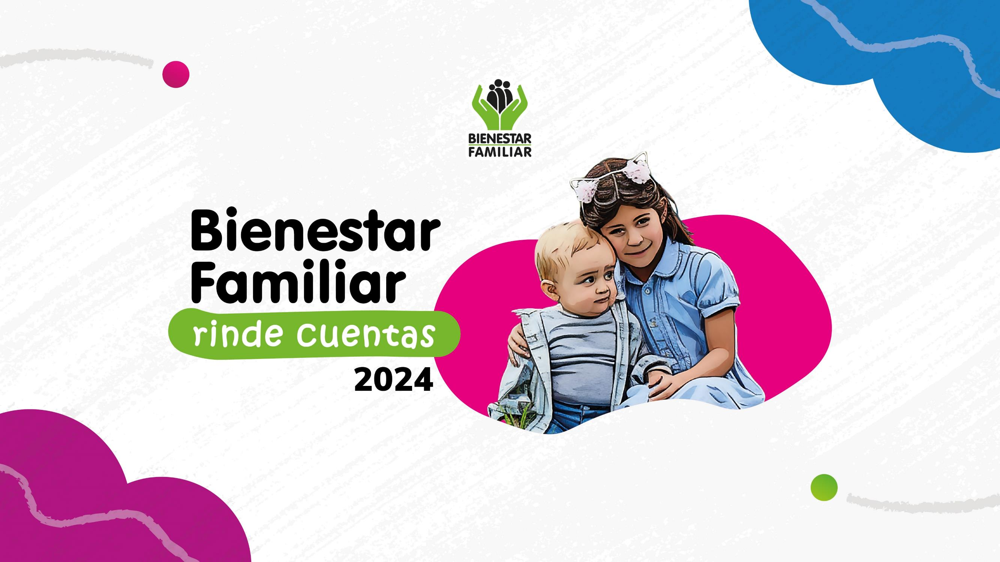 BIENESTAR
FAMILIAR
Bienestar
Familiar
rinde cuentas
2024